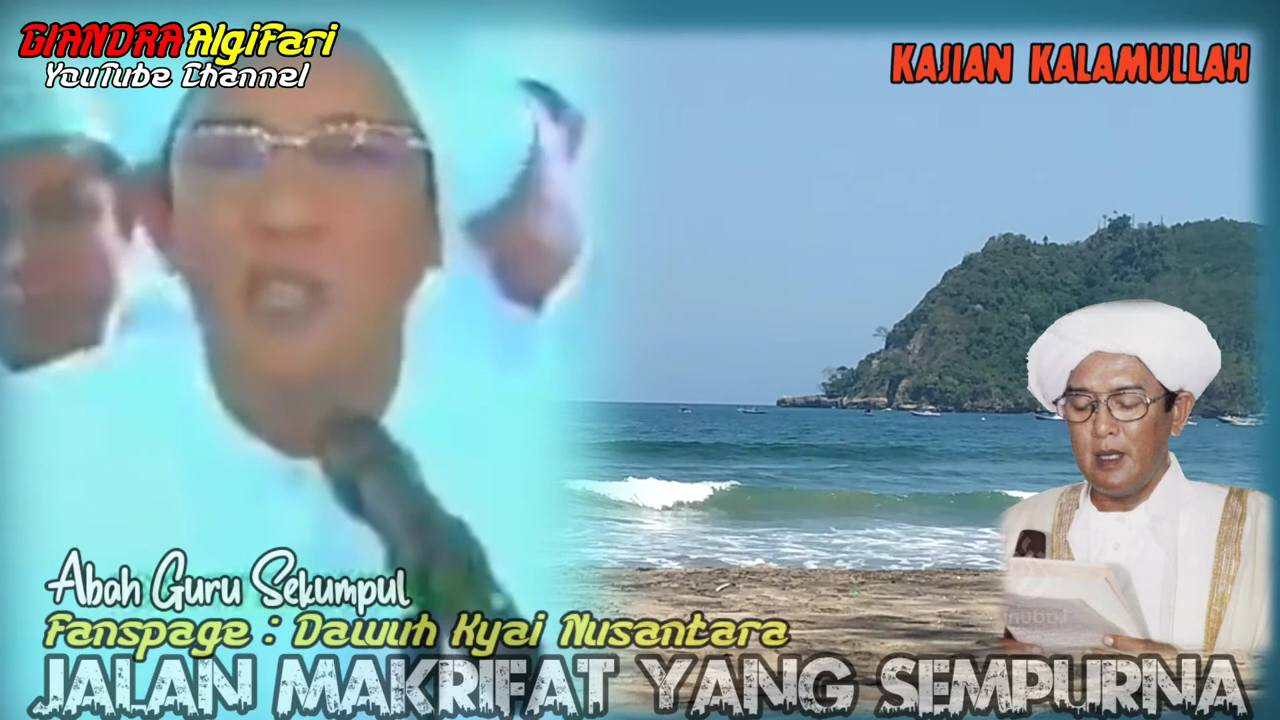 GIANDRA AlgiFari
YouTube Channel
KAJIAN KALAMULLAH
Abah Guru Sekumpul
Fanspage : Dawuh Kyai Nusantara
JALAN MAKRIFAT YANG SEMPURNA